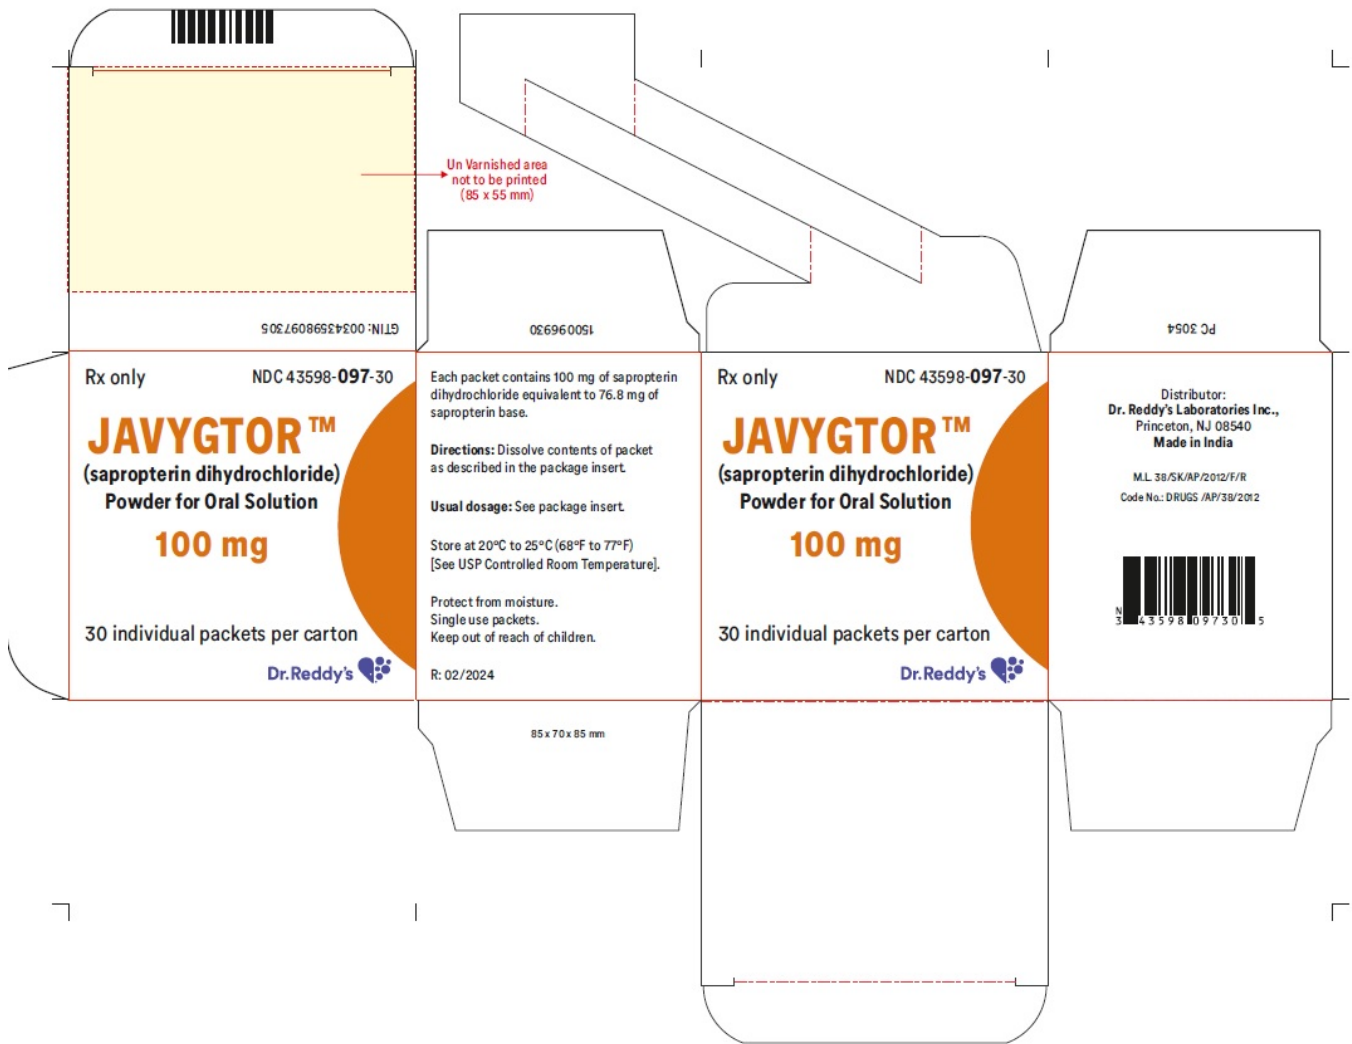 Un Varnished area
not to be printed
(85 x 55 mm)
GTIN: 00343598097305
15009630
PC 3054
Rx only
NDC 43598-097-30
JAVYGTOR™
(sapropterin dihydrochloride)
Powder for Oral Solution
100 mg
30 individual packets per carton
Dr.Reddy's
Each packet contains 100 mg of sapropterin
dihydrochloride equivalent to 76.8 mg of
sapropterin base.
Directions: Dissolve contents of packet
as described in the package insert.
Usual dosage: See package insert.
Store at 20°C to 25°C (68°F to 77°F)
[See USP Controlled Room Temperature].
Protect from moisture.
Single use packets.
Keep out of reach of children.
R: 02/2024
85 x 70 x 85 mm
Rx only
NDC 43598-097-30
JAVYGTOR™
(sapropterin dihydrochloride)
Powder for Oral Solution
100 mg
30 individual packets per carton
Dr.Reddy's
Distributor:
Dr. Reddy's Laboratories Inc.,
Princeton, NJ 08540
Made in India
M.L. 38/SK/AP/2012/F/R
Code No.: DRUGS /AP/38/2012
N
3 43598 09730 5